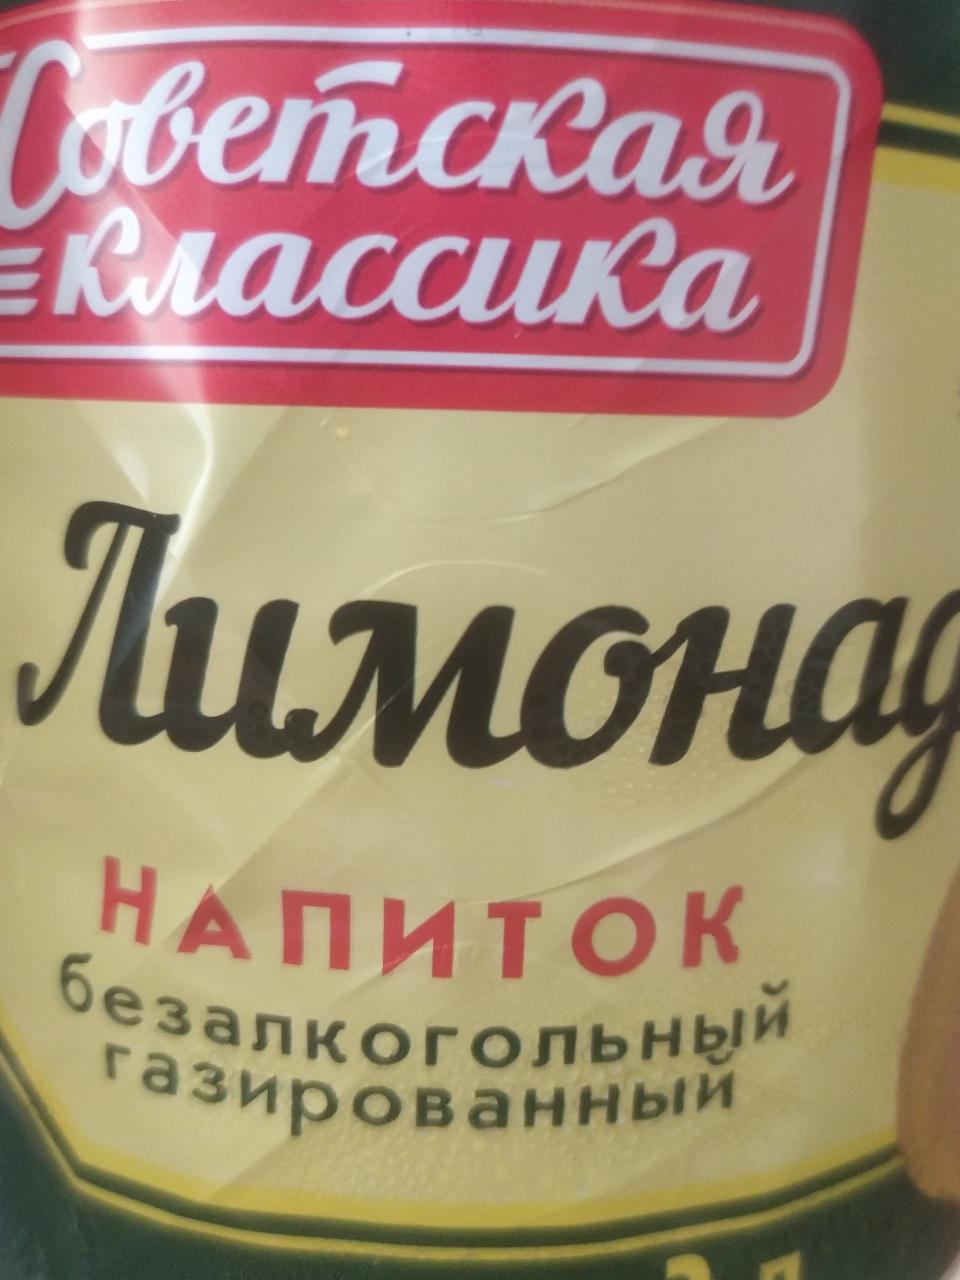 Советская
классика
Лимонад
НАПИТОК
безалкогольный
газированный